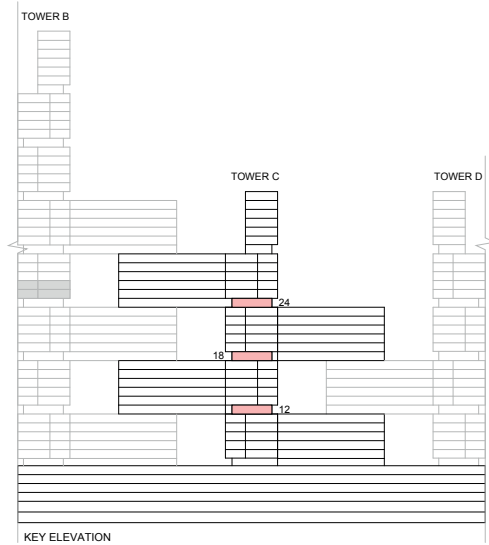 TOWER B
TOWER C
TOWER D
24
18
12
KEY ELEVATION